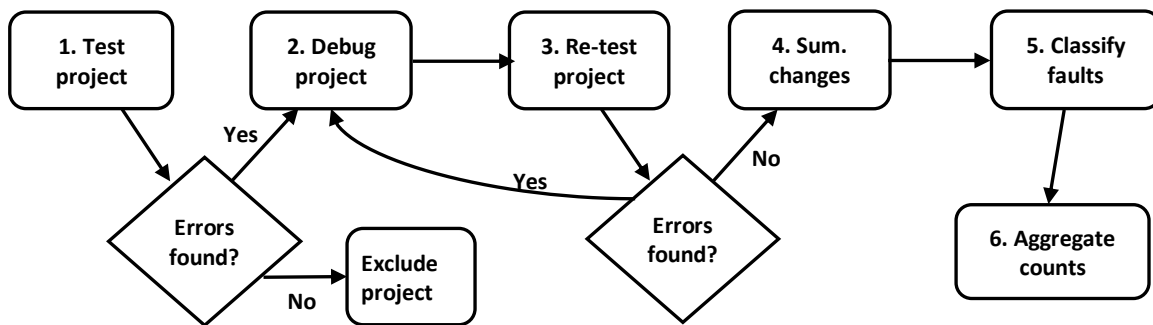 1. Test
project
2. Debug
project
3. Re-test
project
4. Sum.
changes
5. Classify
faults
Yes
Errors
found?
No
Exclude
project
Yes
Errors
found?
No
6. Aggregate
counts